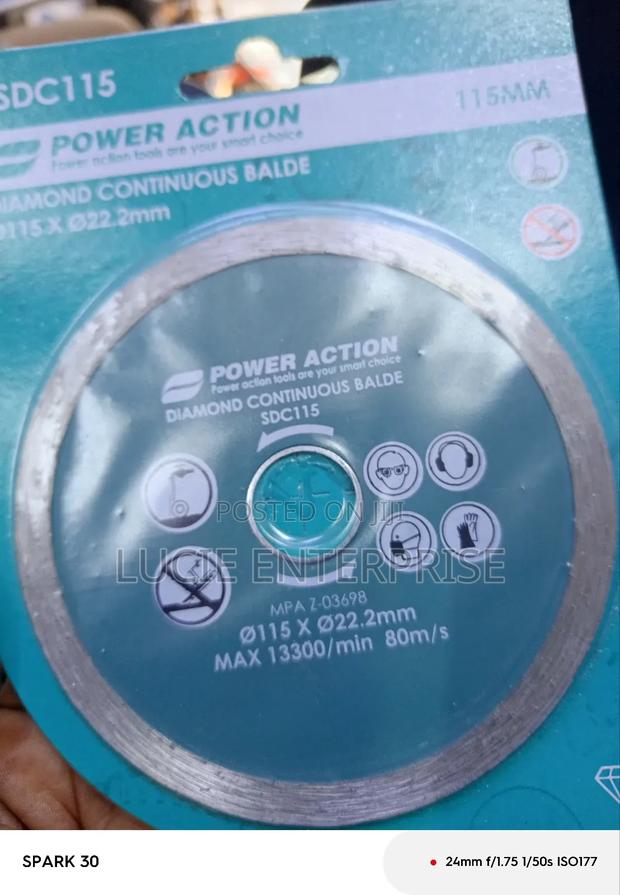 SDC115
115MM
POWER ACTION
Power action tools are your smart choice
DIAMOND CONTINUOUS BALDE
Ø115 X Ø22.2mm
POWER ACTION
Power action tools are your smart choice
DIAMOND CONTINUOUS BALDE
SDC115
© POSTED ON JIJI
LUCIE ENTERPRISE
MPA Z-03698
Ø115 X Ø22.2mm
MAX 13300/min 80m/s
SPARK 30
24mm f/1.75 1/50s ISO177